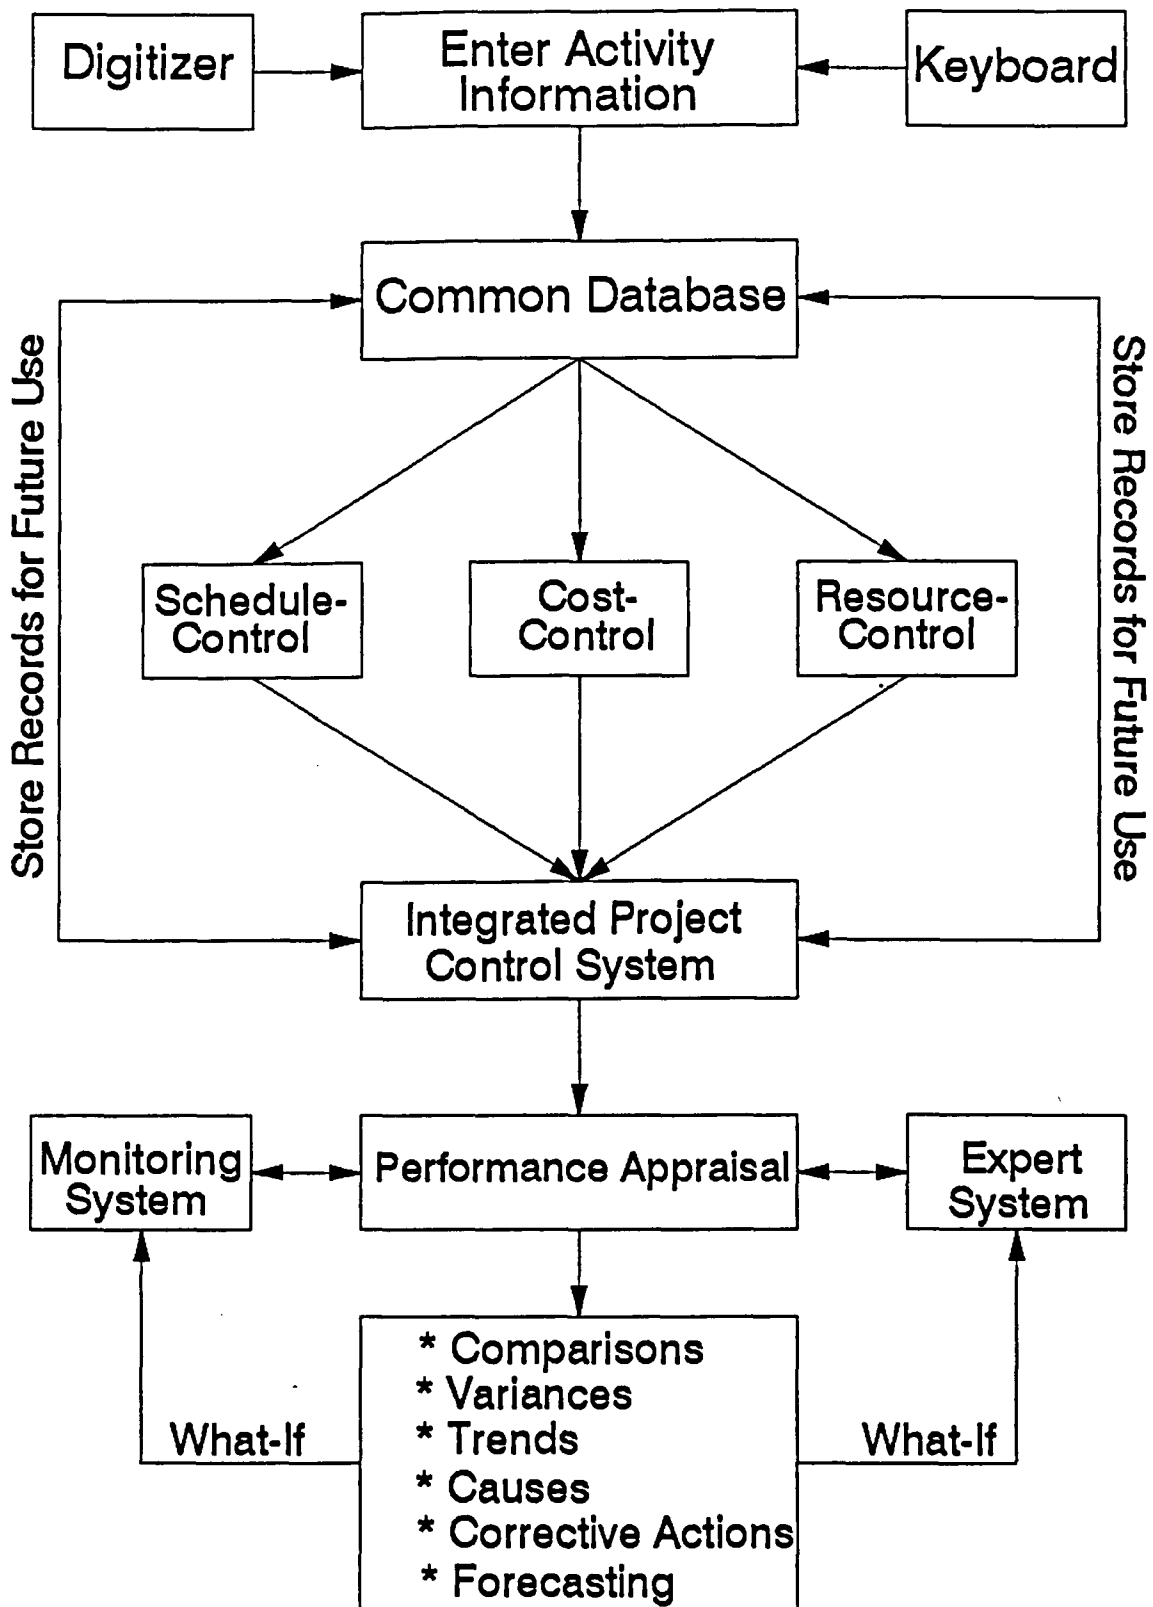 Digitizer
Enter Activity
Information
Keyboard
Common Database
Store Records for Future Use
Store Records for Future Use
Schedule-
Control
Cost-
Control
Resource-
Control
Integrated Project
Control System
Monitoring
System
Performance Appraisal
Expert
System
* Comparisons
* Variances
* Trends
* Causes
* Corrective Actions
* Forecasting
What-If
What-If